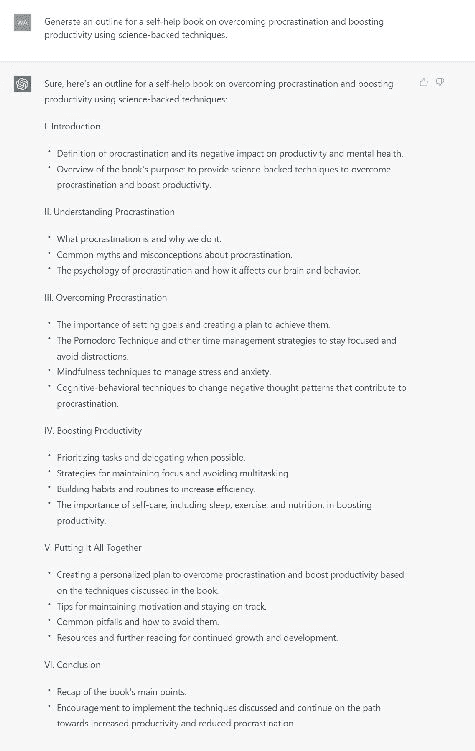 WA
Generate an outline for a self-help book on overcoming procrastination and boosting
productivity using science-backed techniques.
Sure, here's an outline for a self-help book on overcoming procrastination and boosting
productivity using science-backed techniques:
I. Introduction
• Definition of procrastination and its negative impact on productivity and mental health.
• Overview of the book's purpose: to provide science-backed techniques to overcome
procrastination and boost productivity.
II. Understanding Procrastination
• What procrastination is and why we do it.
• Common myths and misconceptions about procrastination.
• The psychology of procrastination and how it affects our brain and behavior.
III. Overcoming Procrastination
• The importance of setting goals and creating a plan to achieve them.
• The Pomodoro Technique and other time management strategies to stay focused and
avoid distractions.
• Mindfulness techniques to manage stress and anxiety.
• Cognitive-behavioral techniques to change negative thought patterns that contribute to
procrastination.
IV. Boosting Productivity
• Prioritizing tasks and delegating when possible.
• Strategies for maintaining focus and avoiding multitasking.
• Building habits and routines to increase efficiency.
• The importance of self-care, including sleep, exercise, and nutrition, in boosting
productivity.
V. Putting It All Together
• Creating a personalized plan to overcome procrastination and boost productivity based
on the techniques discussed in the book.
• Tips for maintaining motivation and staying on track.
• Common pitfalls and how to avoid them.
• Resources and further reading for continued growth and development.
VI. Conclusion
• Recap of the book's main points.
• Encouragement to implement the techniques discussed and continue on the path
towards increased productivity and reduced procrastination.